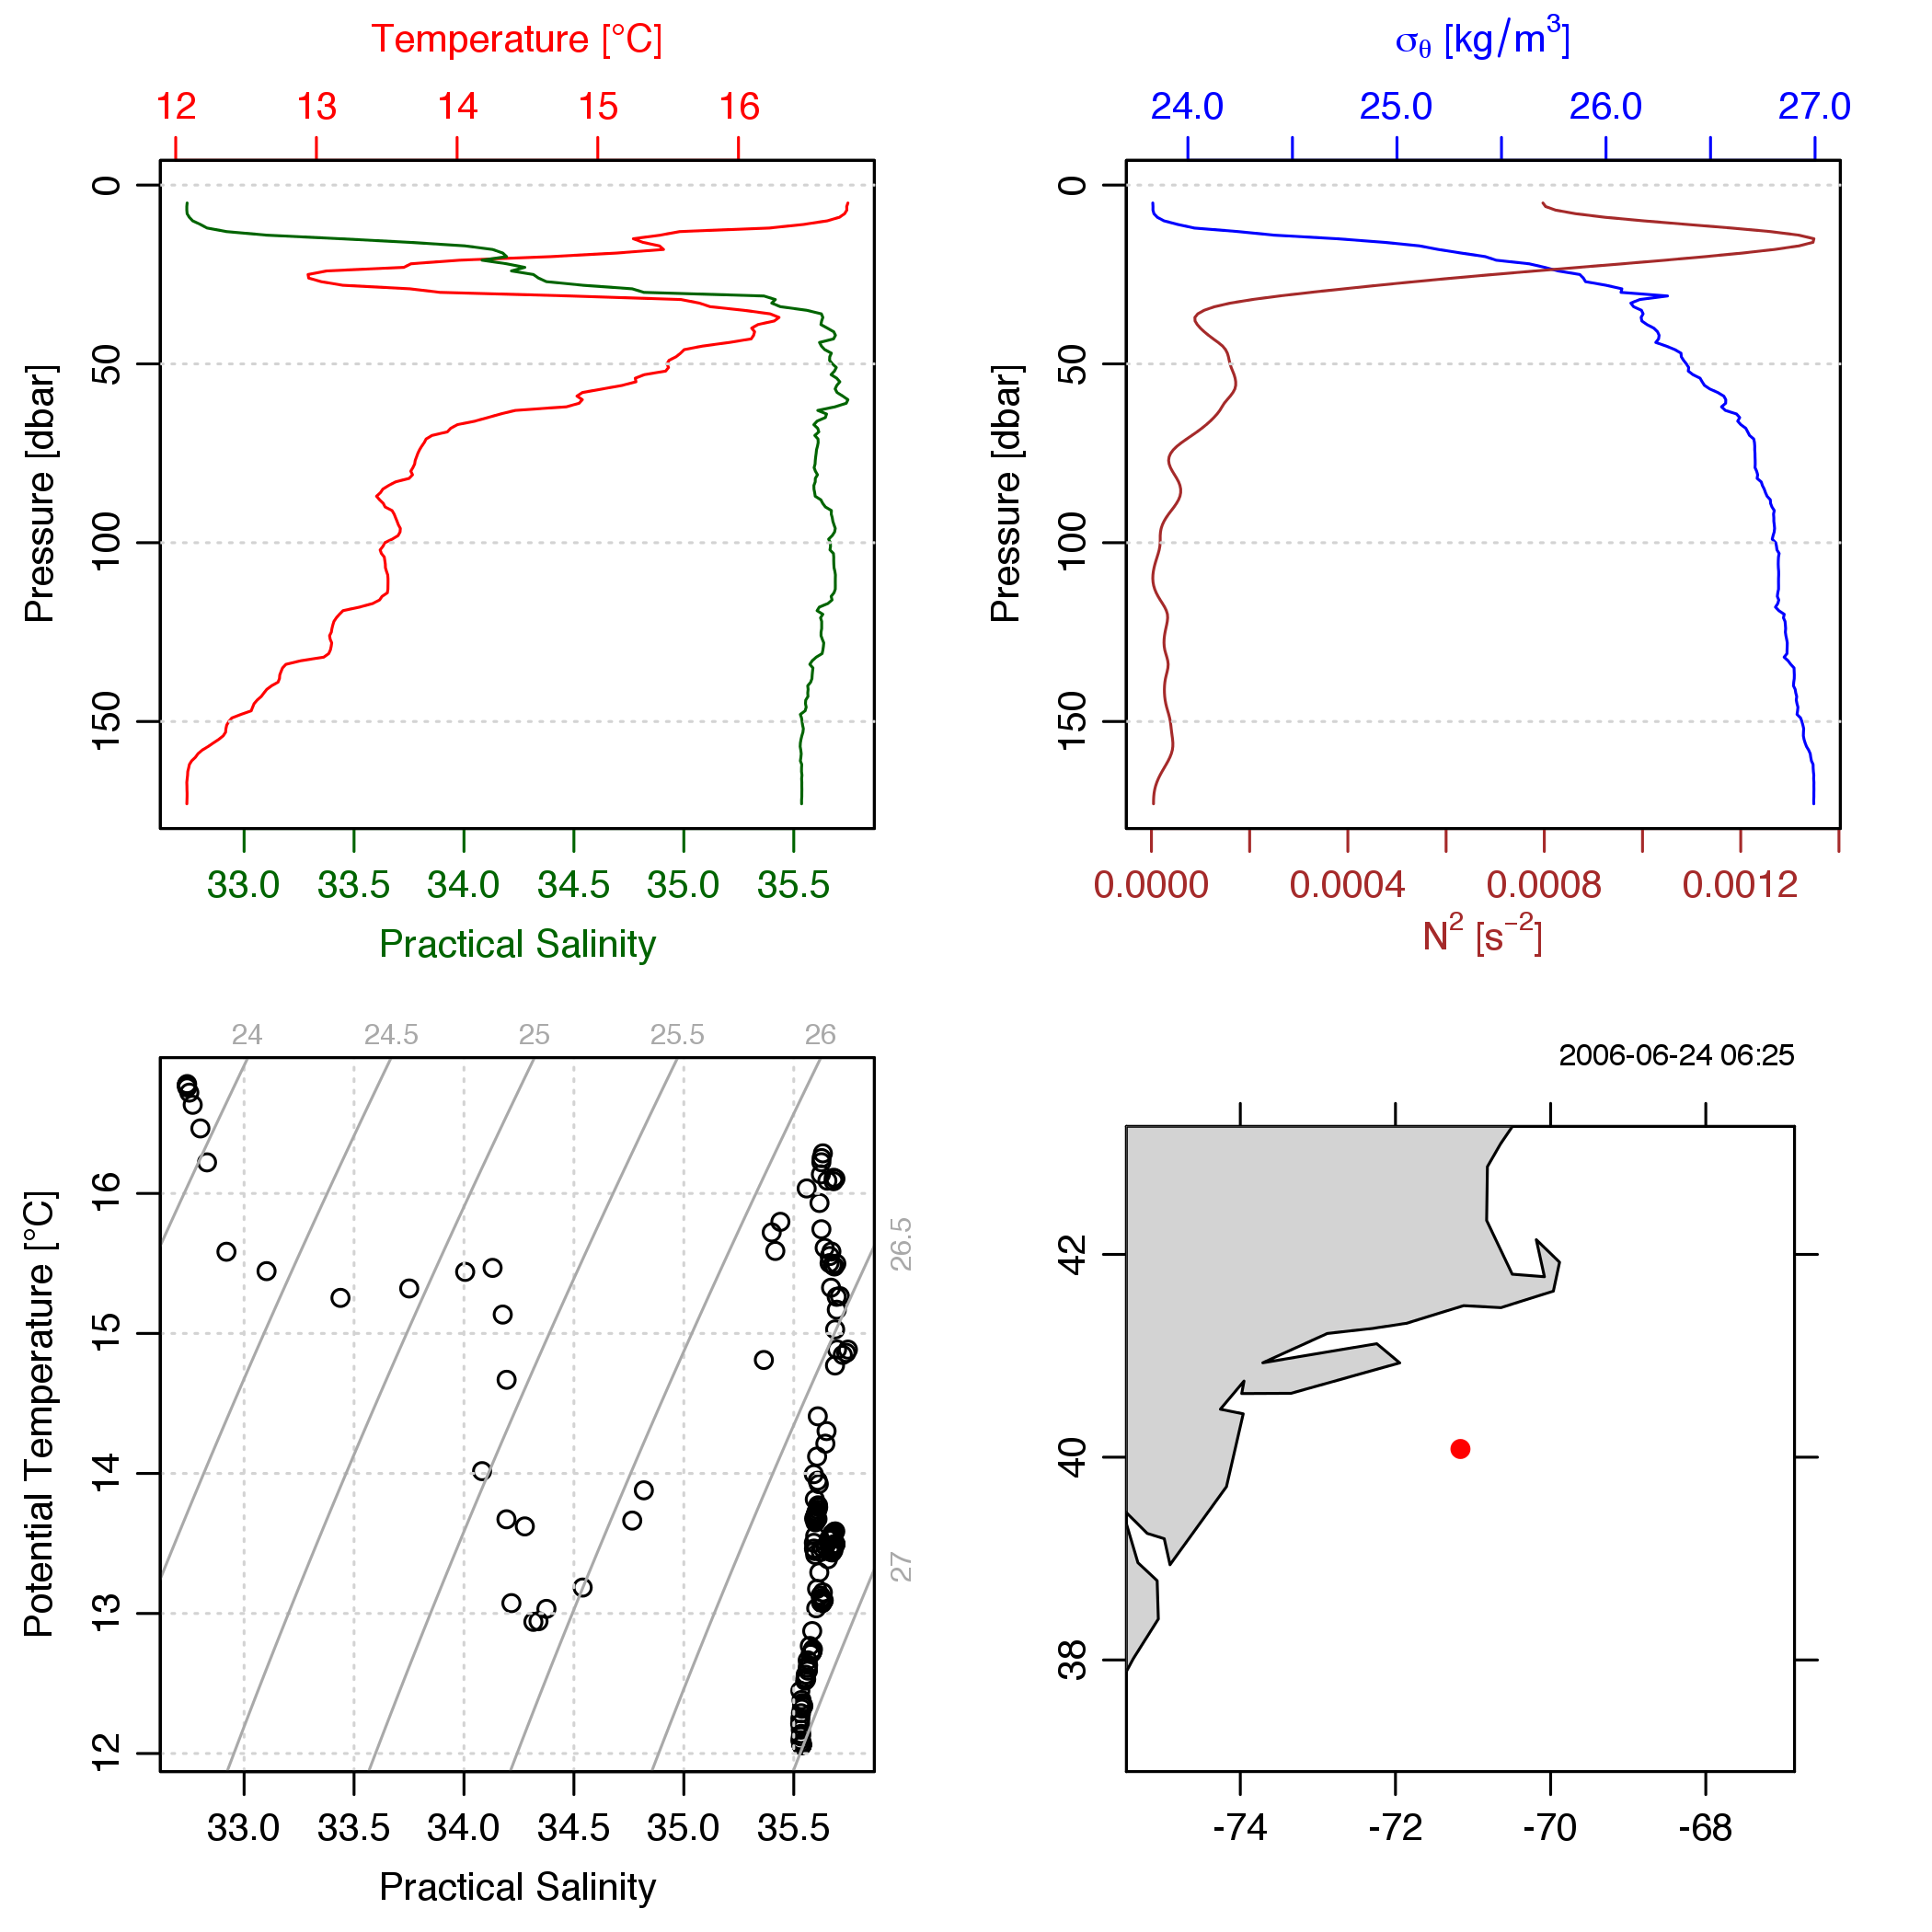 Temperature [°C]
12 13 14 15 16
0
50
100
150
Pressure [dbar]
33.0 33.5 34.0 34.5 35.0 35.5
Practical Salinity
σθ [kg/m³]
24.0 25.0 26.0 27.0
0
50
100
150
Pressure [dbar]
0.0000 0.0004 0.0008 0.0012
N² [s⁻²]
24 24.5 25 25.5 26
26.5
27
16
15
14
13
12
Potential Temperature [°C]
33.0 33.5 34.0 34.5 35.0 35.5
Practical Salinity
2006-06-24 06:25
42
40
38
-74 -72 -70 -68